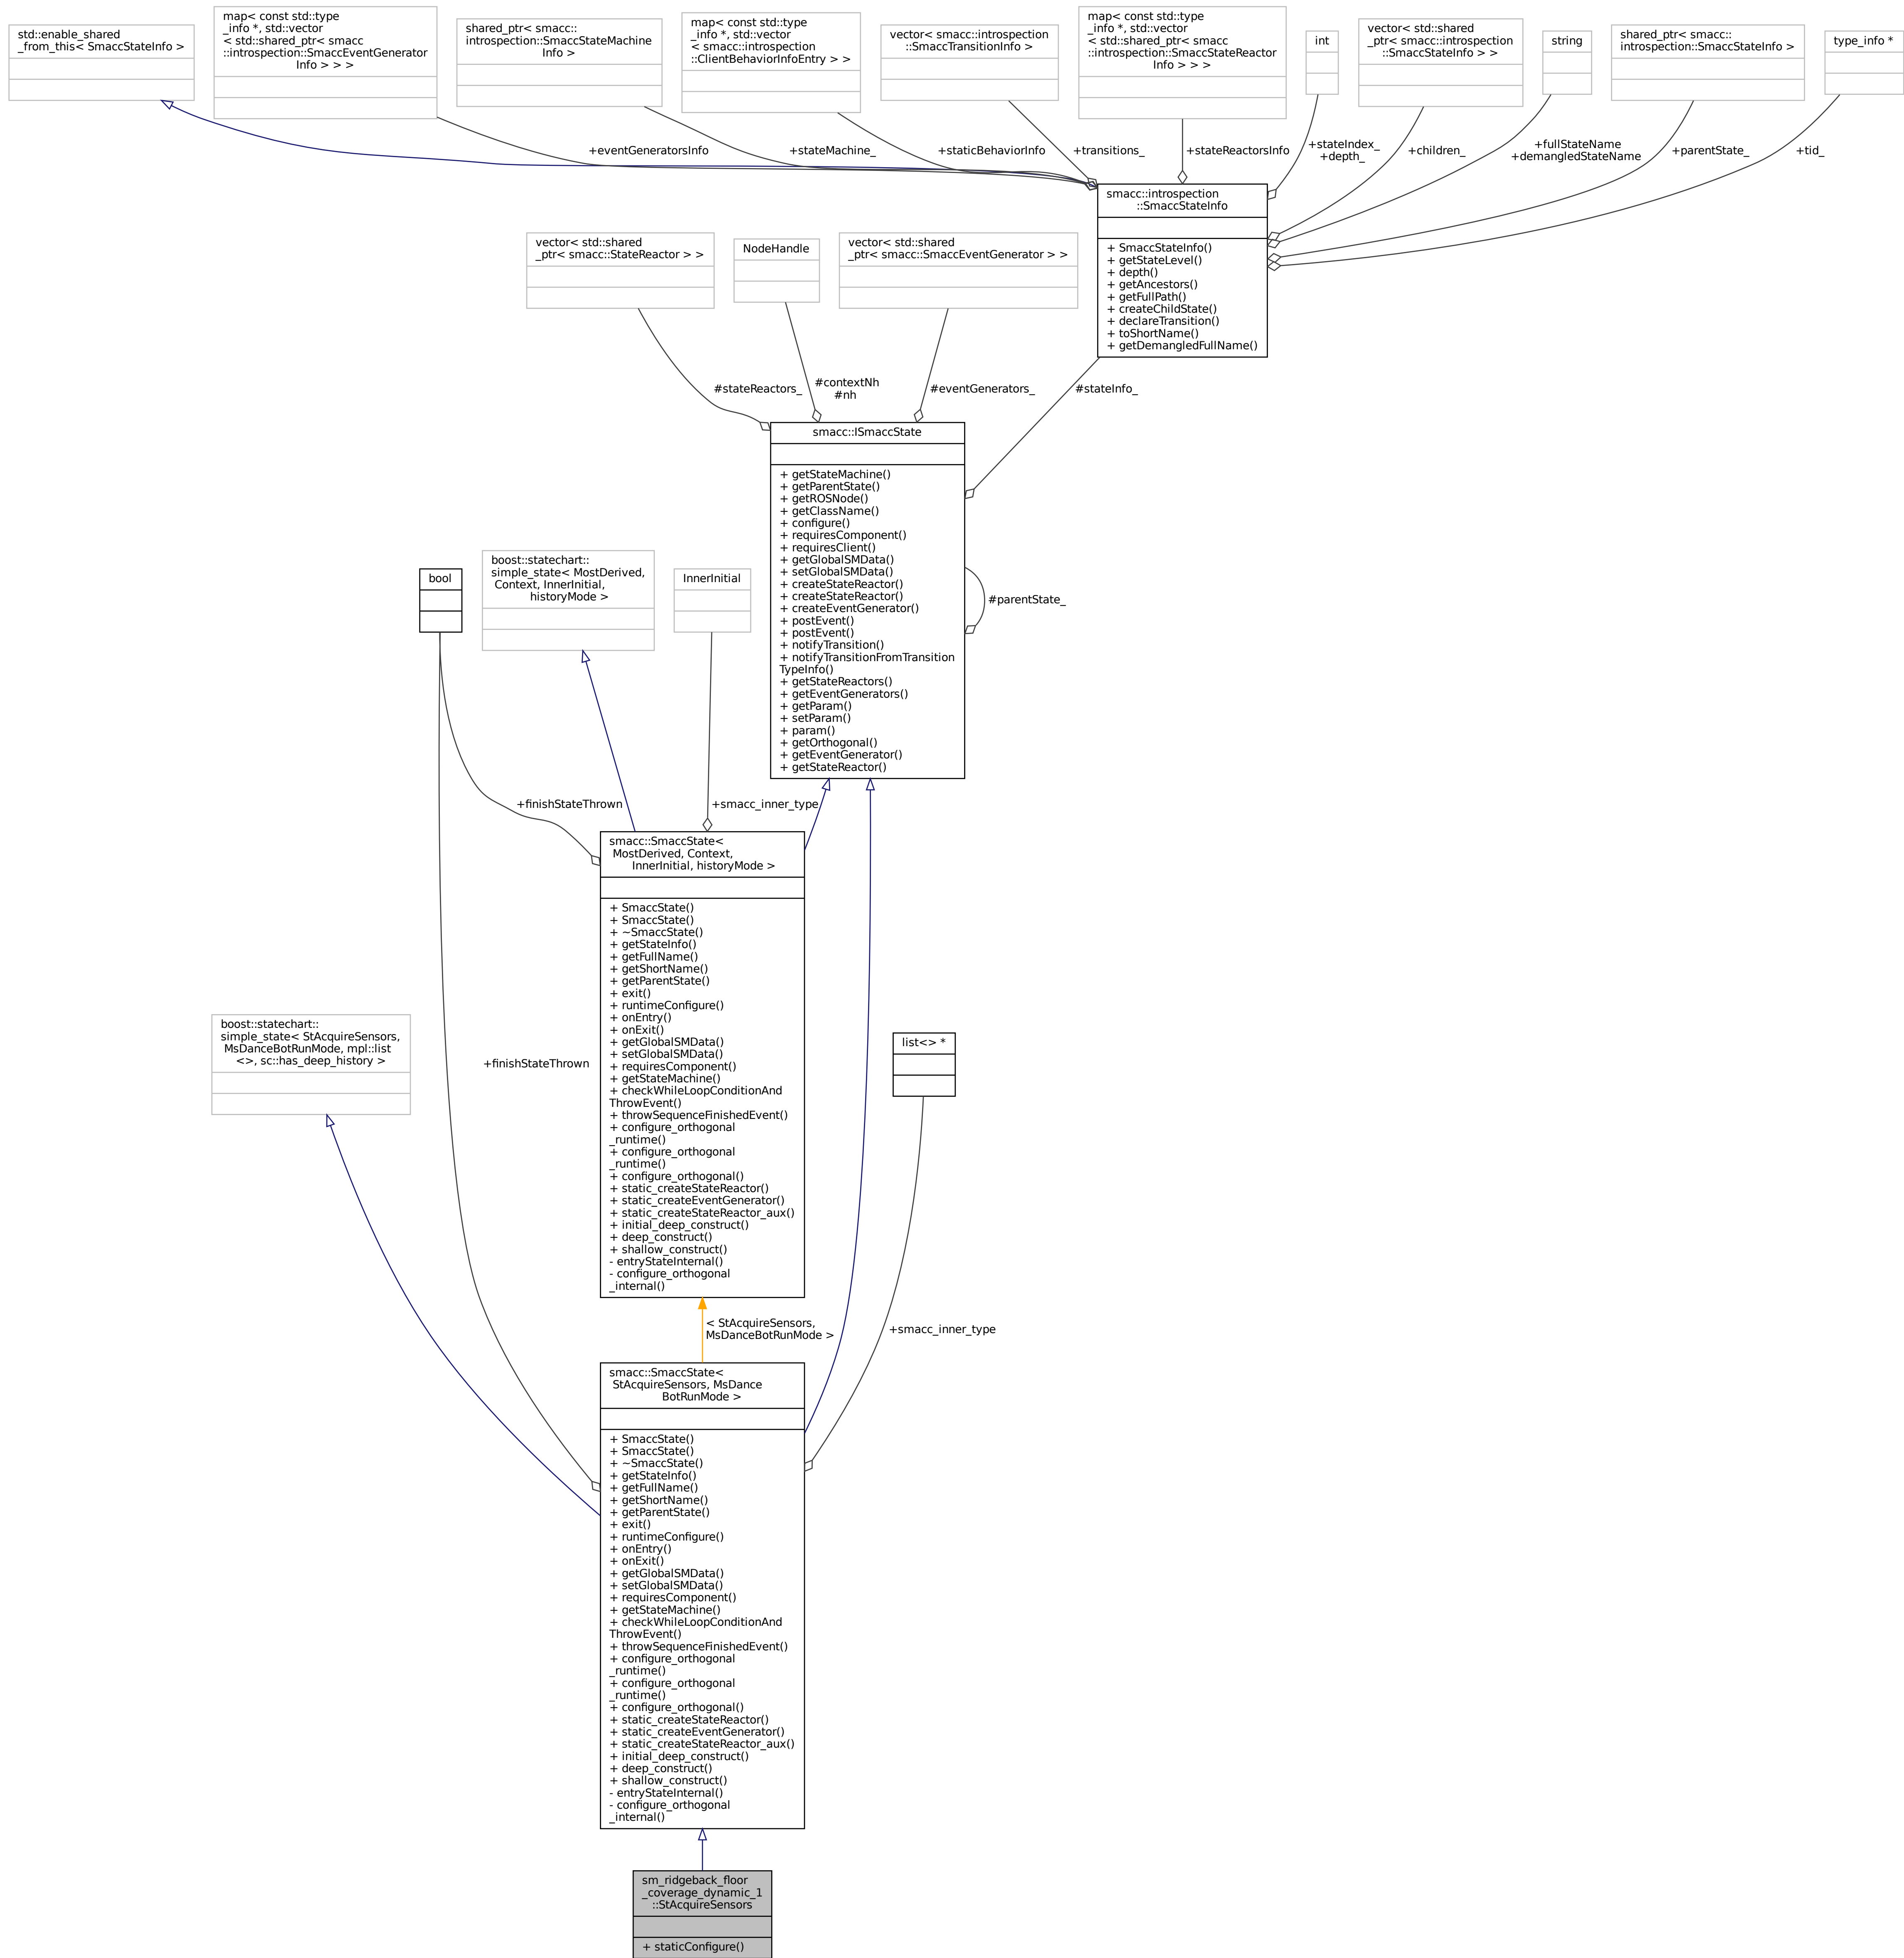 std::enable_shared
_from_this< SmaccStateInfo >
map< const std::type
_info *, std::vector
< std::shared_ptr< smacc
::introspection::SmaccEventGenerator
Info > > >
shared_ptr< smacc::
introspection::SmaccStateMachine
Info >
map< const std::type
_info *, std::vector
< smacc::introspection
::ClientBehaviorInfoEntry > >
vector< smacc::introspection
::SmaccTransitionInfo >
map< const std::type
_info *, std::vector
< std::shared_ptr< smacc
::introspection::SmaccStateReactor
Info > > >
int
vector< std::shared
_ptr< smacc::introspection
::SmaccStateInfo > >
string
shared_ptr< smacc::
introspection::SmaccStateInfo >
type_info *
+eventGeneratorsInfo
+stateMachine_
+staticBehaviorInfo
+transitions_
+stateReactorsInfo
+stateIndex_
+depth_
+children_
+fullStateName
+demangledStateName
+parentState_
+tid_
smacc::introspection
::SmaccStateInfo
+ SmaccStateInfo()
+ getStateLevel()
+ depth()
+ getAncestors()
+ getFullPath()
+ createChildState()
+ declareTransition()
+ toShortName()
+ getDemangledFullName()
vector< std::shared
_ptr< smacc::StateReactor > >
NodeHandle
vector< std::shared
_ptr< smacc::SmaccEventGenerator > >
#stateReactors_
#contextNh
#nh
#eventGenerators_
#stateInfo_
smacc::ISmaccState
+ getStateMachine()
+ getParentState()
+ getROSNode()
+ getClassName()
+ configure()
+ requiresComponent()
+ requiresClient()
+ getGlobalSMData()
+ setGlobalSMData()
+ createStateReactor()
+ createStateReactor()
+ createEventGenerator()
+ postEvent()
+ postEvent()
+ notifyTransition()
+ notifyTransitionFromTransition
TypeInfo()
+ getStateReactors()
+ getEventGenerators()
+ getParam()
+ setParam()
+ param()
+ getOrthogonal()
+ getEventGenerator()
+ getStateReactor()
#parentState_
bool
boost::statechart::
simple_state< MostDerived,
Context, InnerInitial,
historyMode >
InnerInitial
+finishStateThrown
+smacc_inner_type
smacc::SmaccState<
MostDerived, Context,
InnerInitial, historyMode >
+ SmaccState()
+ SmaccState()
+ ~SmaccState()
+ getStateInfo()
+ getFullName()
+ getShortName()
+ getParentState()
+ exit()
+ runtimeConfigure()
+ onEntry()
+ onExit()
+ getGlobalSMData()
+ setGlobalSMData()
+ requiresComponent()
+ getStateMachine()
+ checkWhileLoopConditionAnd
ThrowEvent()
+ throwSequenceFinishedEvent()
+ configure_orthogonal
_runtime()
+ configure_orthogonal
_runtime()
+ configure_orthogonal()
+ static_createStateReactor()
+ static_createEventGenerator()
+ static_createStateReactor_aux()
+ initial_deep_construct()
+ deep_construct()
+ shallow_construct()
- entryStateInternal()
- configure_orthogonal
_internal()
boost::statechart::
simple_state< StAcquireSensors,
MsDanceBotRunMode, mpl::list
<>, sc::has_deep_history >
+finishStateThrown
list<> *
< StAcquireSensors,
MsDanceBotRunMode >
+smacc_inner_type
smacc::SmaccState<
StAcquireSensors, MsDance
BotRunMode >
+ SmaccState()
+ SmaccState()
+ ~SmaccState()
+ getStateInfo()
+ getFullName()
+ getShortName()
+ getParentState()
+ exit()
+ runtimeConfigure()
+ onEntry()
+ onExit()
+ getGlobalSMData()
+ setGlobalSMData()
+ requiresComponent()
+ getStateMachine()
+ checkWhileLoopConditionAnd
ThrowEvent()
+ throwSequenceFinishedEvent()
+ configure_orthogonal
_runtime()
+ configure_orthogonal
_runtime()
+ configure_orthogonal()
+ static_createStateReactor()
+ static_createEventGenerator()
+ static_createStateReactor_aux()
+ initial_deep_construct()
+ deep_construct()
+ shallow_construct()
- entryStateInternal()
- configure_orthogonal
_internal()
sm_ridgeback_floor
_coverage_dynamic_1
::StAcquireSensors
+ staticConfigure()